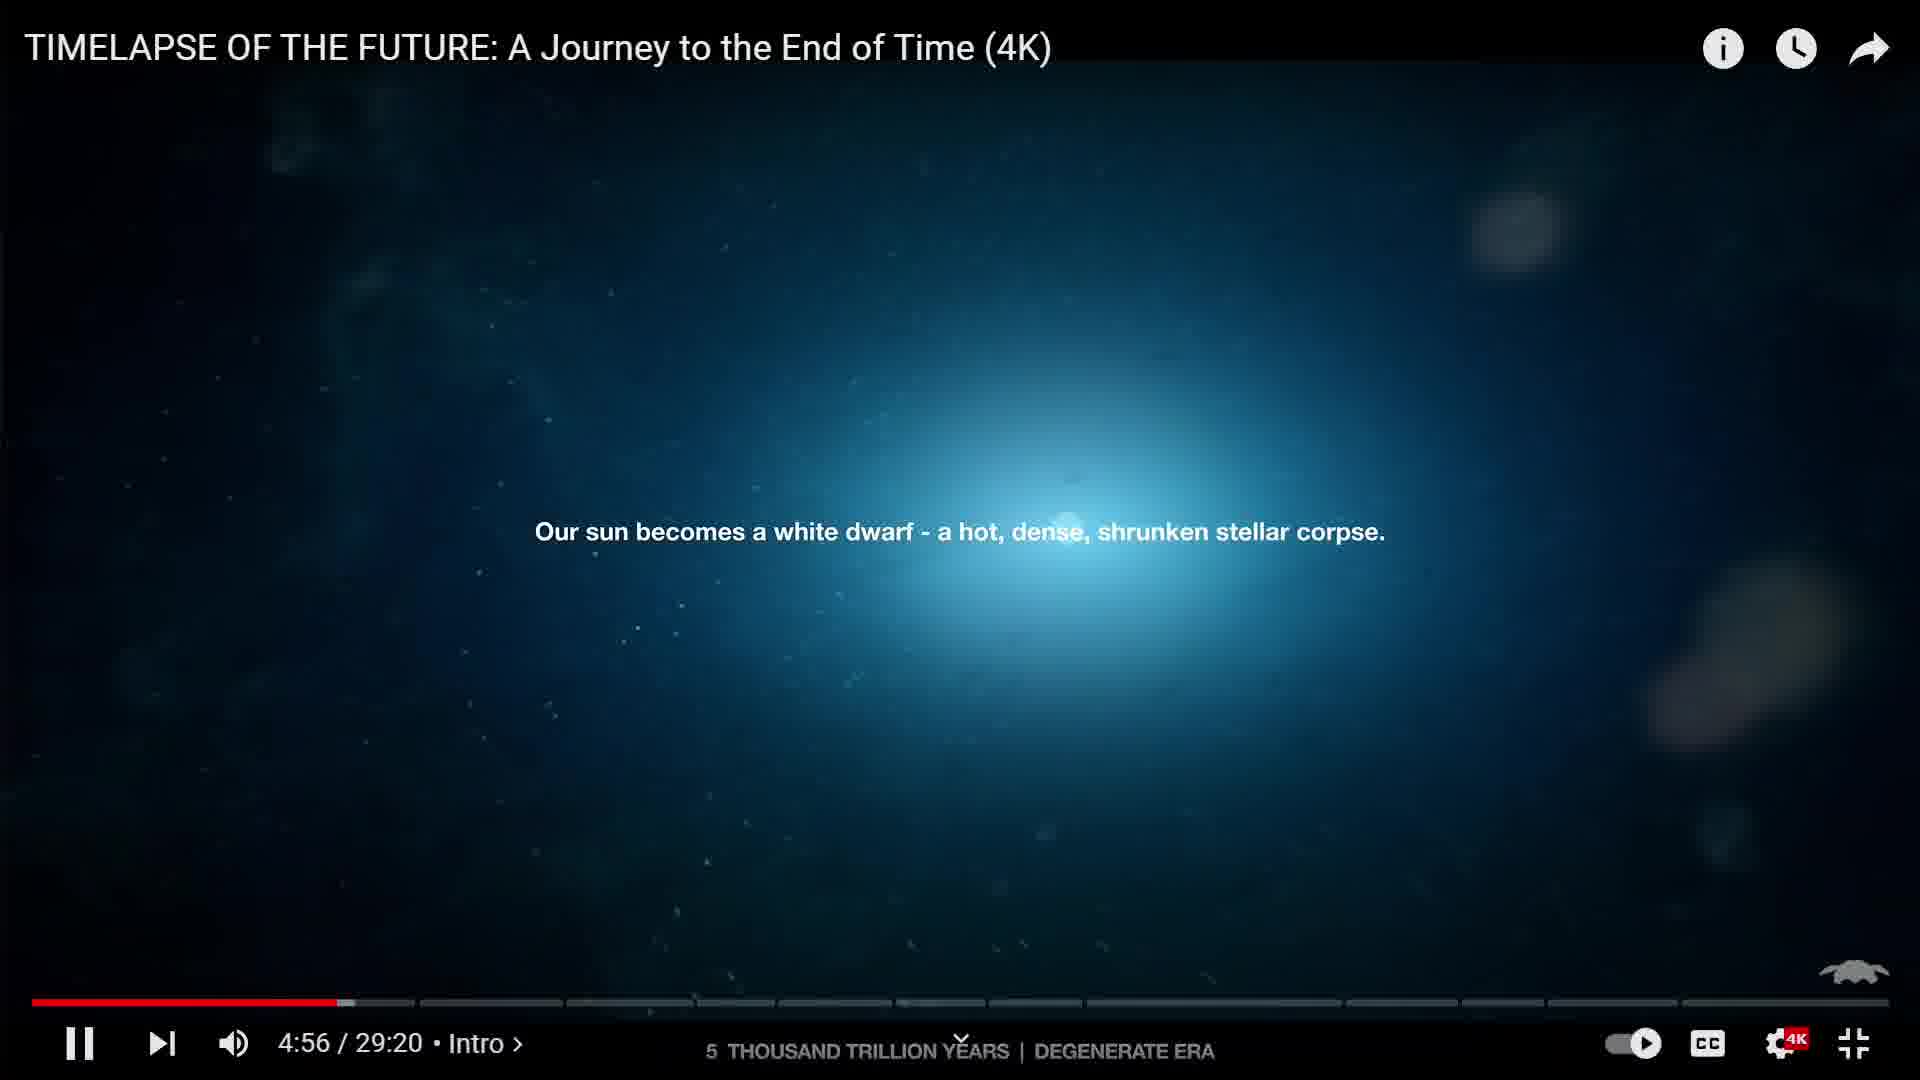 TIMELAPSE OF THE FUTURE: A Journey to the End of Time (4K)
Our sun becomes a white dwarf - a hot, dense, shrunken stellar corpse.
4:56 / 29:20 • Intro
5 THOUSAND TRILLION YEARS | DEGENERATE ERA
CC
4K